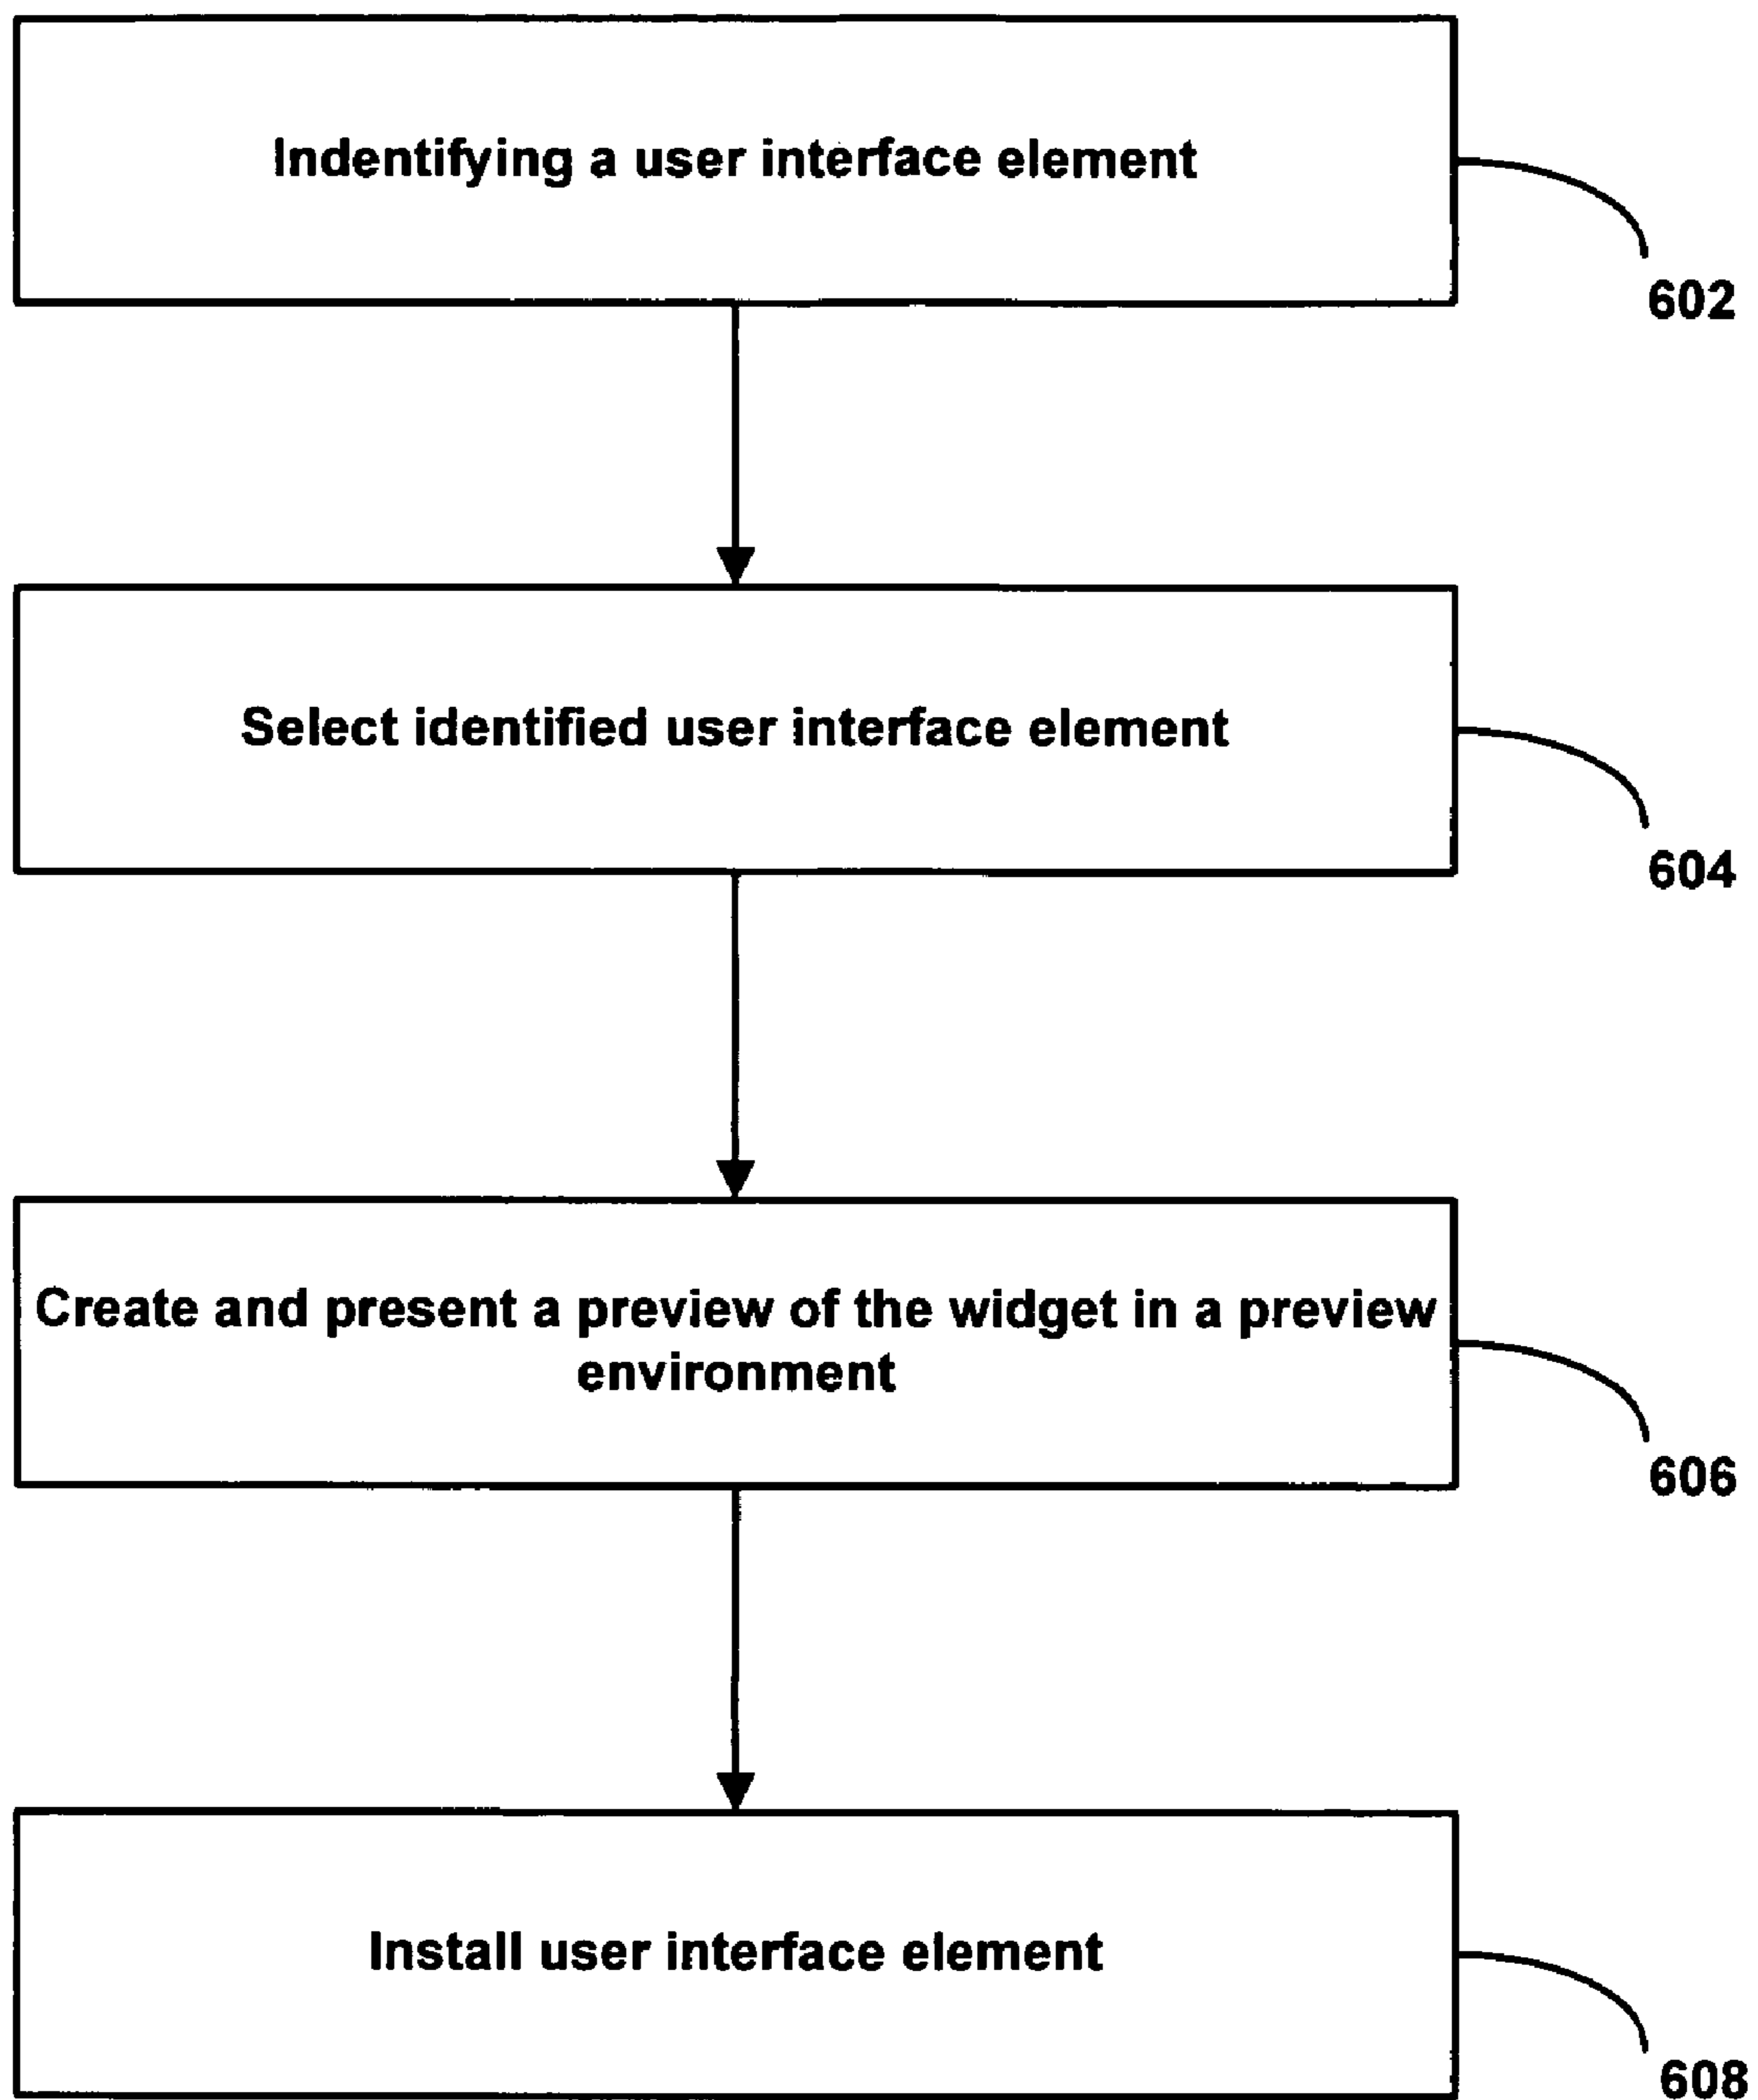 Indentifying a user interface element
602
Select identified user interface element
604
Create and present a preview of the widget in a preview
environment
606
Install user interface element
608